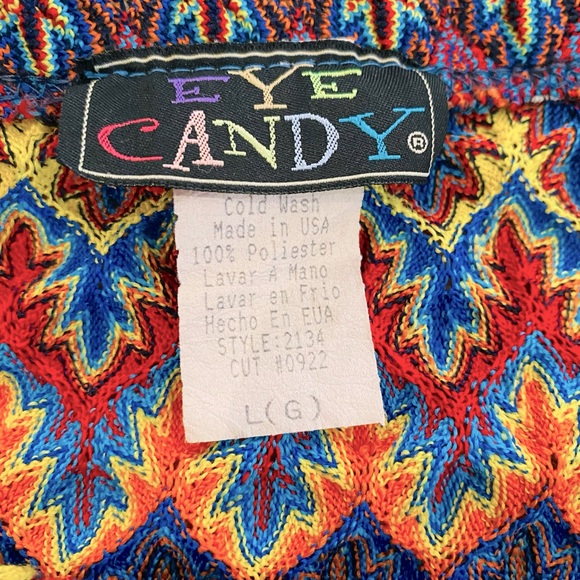 EYE
CANDY®
Cold Wash
Made in USA
100% Poliester
Lavar A Mano
Lavar en Frio
Hecho En EUA
STYLE:2134
CUT #0922
L(G)